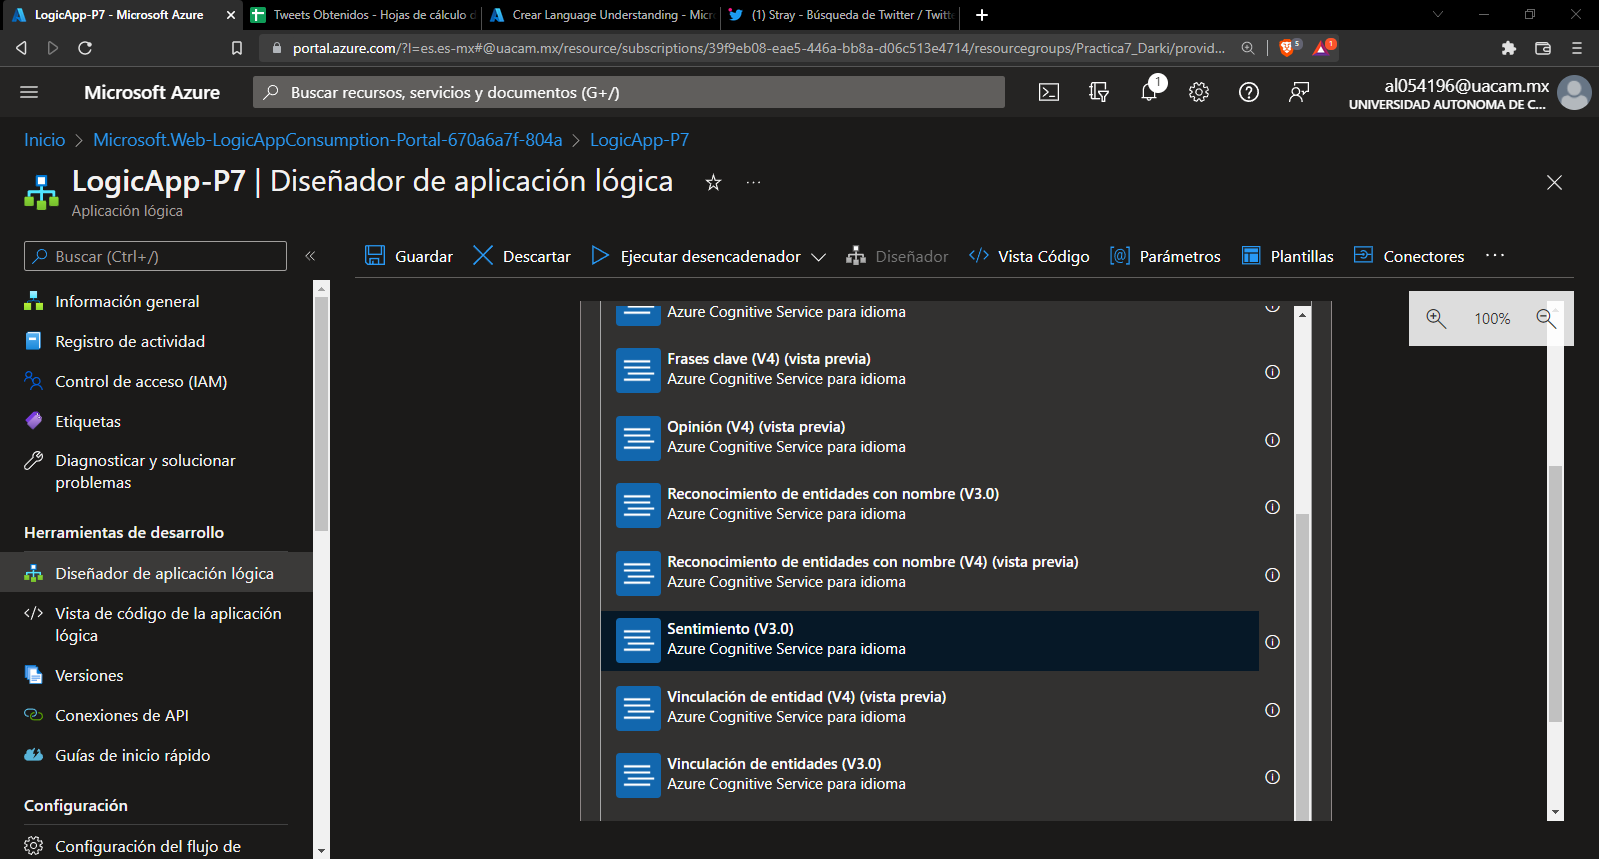 LogicApp-P7 - Microsoft Azure
Tweets Obtenidos - Hojas de cálculo d
Crear Language Understanding - Micr
(1) Stray - Búsqueda de Twitter / Twitt
portal.azure.com/?l=es.es-mx#@uacam.mx/resource/subscriptions/39f9eb08-eae5-446a-bb8a-d06c513e4714/resourcegroups/Practica7_Darki/provid...
5
1
Microsoft Azure
Buscar recursos, servicios y documentos (G+/)
1
al054196@uacam.mx
UNIVERSIDAD AUTONOMA DE C...
Inicio > Microsoft.Web-LogicAppConsumption-Portal-670a6a7f-804a > LogicApp-P7
LogicApp-P7 | Diseñador de aplicación lógica
Aplicación lógica
Buscar (Ctrl+/)
Guardar
Descartar
Ejecutar desencadenador
Diseñador
Vista Código
Parámetros
Plantillas
Conectores
Información general
Registro de actividad
Control de acceso (IAM)
Etiquetas
Diagnosticar y solucionar
problemas
Herramientas de desarrollo
Diseñador de aplicación lógica
Vista de código de la aplicación
lógica
Versiones
Conexiones de API
Guías de inicio rápido
Configuración
Configuración del flujo de
Azure Cognitive Service para idioma
Frases clave (V4) (vista previa)
Azure Cognitive Service para idioma
Opinión (V4) (vista previa)
Azure Cognitive Service para idioma
Reconocimiento de entidades con nombre (V3.0)
Azure Cognitive Service para idioma
Reconocimiento de entidades con nombre (V4) (vista previa)
Azure Cognitive Service para idioma
Sentimiento (V3.0)
Azure Cognitive Service para idioma
Vinculación de entidad (V4) (vista previa)
Azure Cognitive Service para idioma
Vinculación de entidades (V3.0)
Azure Cognitive Service para idioma
100%